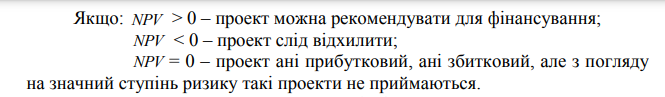 Якщо: NPV > 0 – проект можна рекомендувати для фінансування;
NPV < 0 – проект слід відхилити;
NPV = 0 – проект ані прибутковий, ані збитковий, але з погляду
на значний ступінь ризику такі проекти не приймаються.